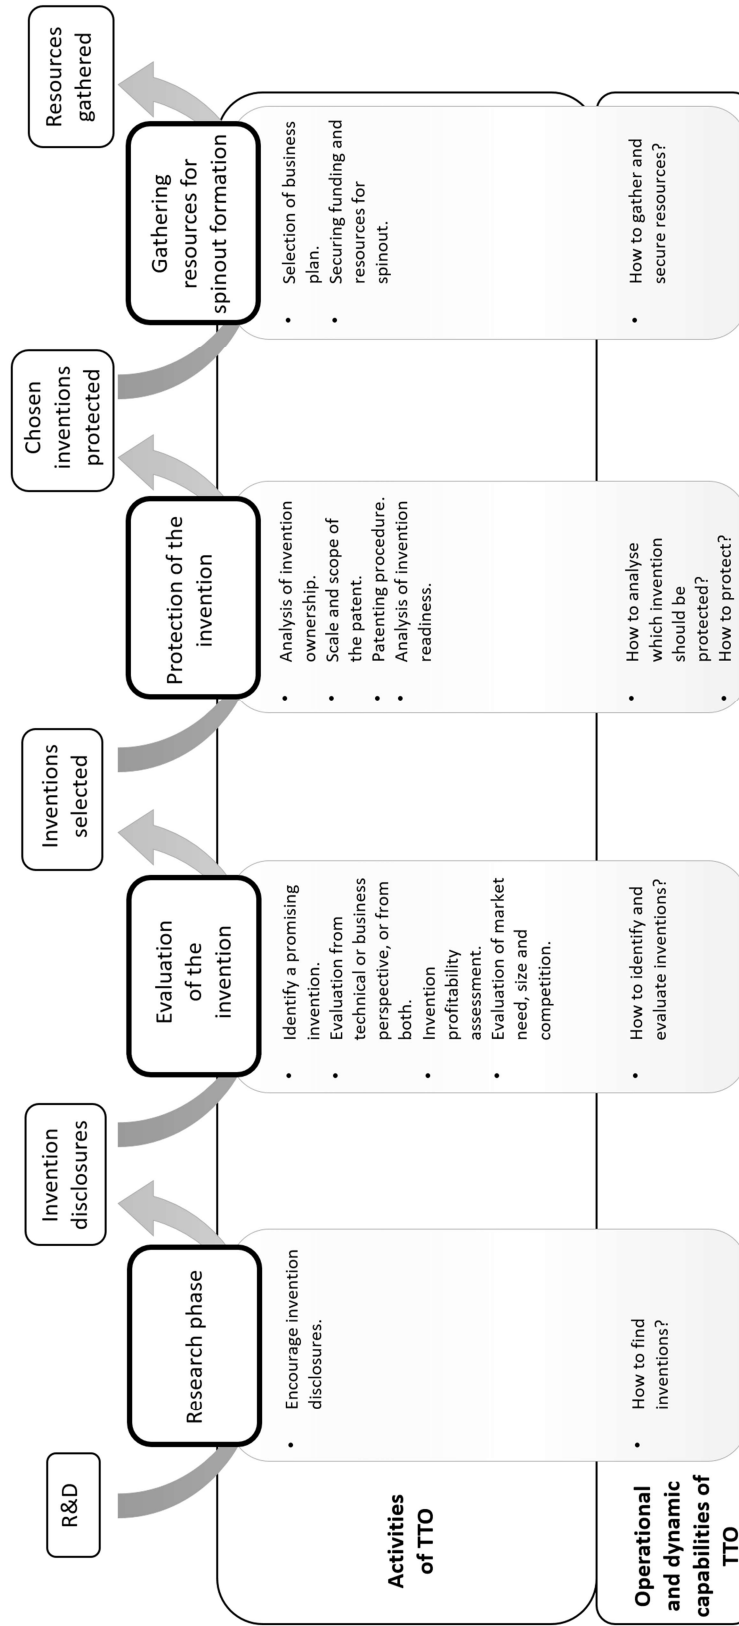 R&D
Invention
disclosures
Inventions
selected
Chosen
inventions
protected
Resources
gathered
Research phase
Evaluation
of the
invention
Protection of the
invention
Gathering
resources for
spinout formation
Activities
of TTO
• Encourage invention
disclosures.
• Identify a promising
invention.
• Evaluation from
technical or business
perspective, or from
both.
• Invention
profitability
assessment.
• Evaluation of market
need, size and
competition.
• Analysis of invention
ownership.
• Scale and scope of
the patent.
• Patenting procedure.
• Analysis of invention
readiness.
• Selection of business
plan.
• Securing funding and
resources for
spinout.
Operational
and dynamic
capabilities of
TTO
• How to find
inventions?
• How to identify and
evaluate inventions?
• How to analyse
which invention
should be
protected?
• How to protect?
• How to gather and
secure resources?